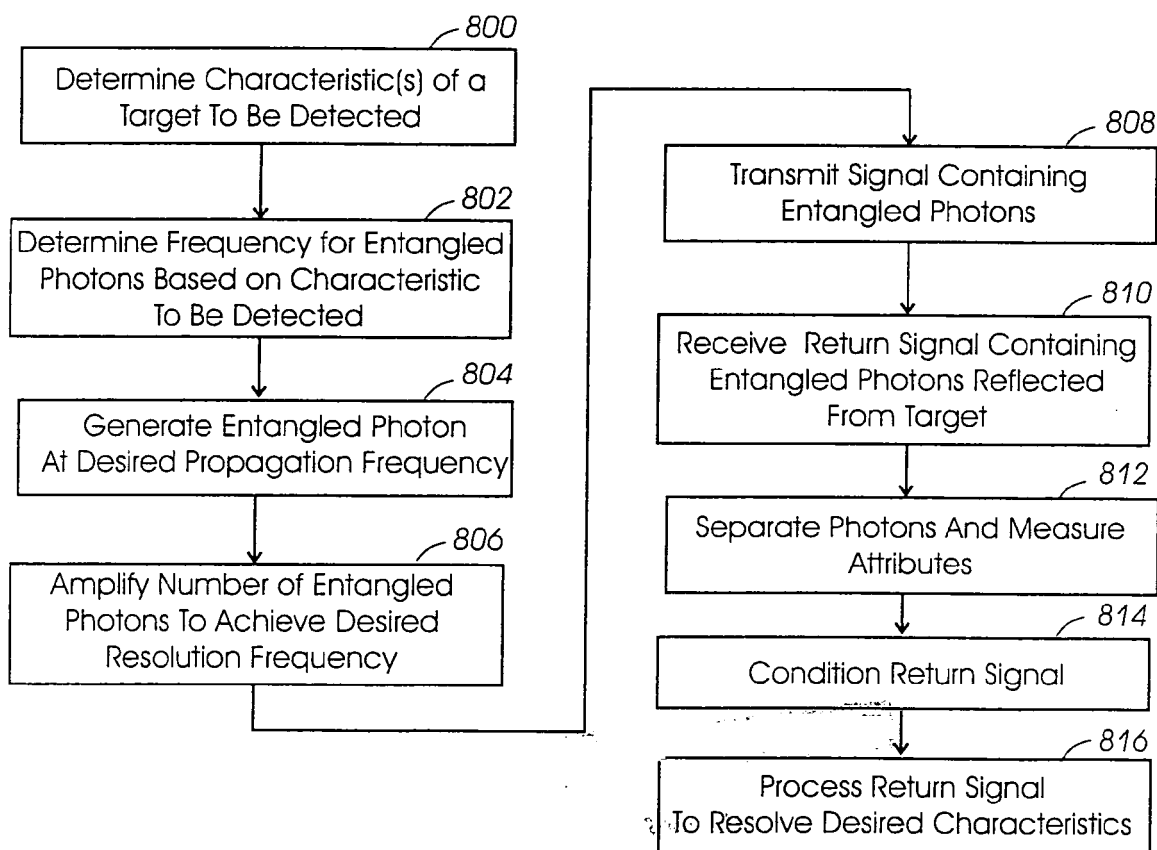 800
Determine Characteristic(s) of a
Target To Be Detected
802
Determine Frequency for Entangled
Photons Based on Characteristic
To Be Detected
804
Generate Entangled Photon
At Desired Propagation Frequency
806
Amplify Number of Entangled
Photons To Achieve Desired
Resolution Frequency
808
Transmit Signal Containing
Entangled Photons
810
Receive Return Signal Containing
Entangled Photons Reflected
From Target
812
Separate Photons And Measure
Attributes
814
Condition Return Signal
816
Process Return Signal
To Resolve Desired Characteristics